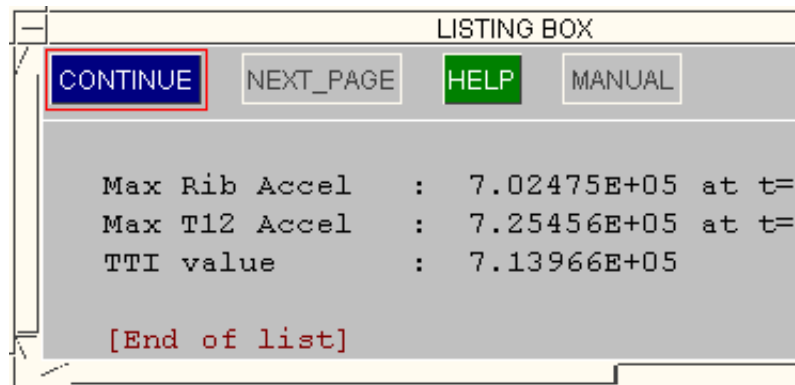 LISTING BOX
CONTINUE NEXT_PAGE HELP MANUAL
Max Rib Accel : 7.02475E+05 at t=
Max T12 Accel : 7.25456E+05 at t=
TTI value : 7.13966E+05
[End of list]